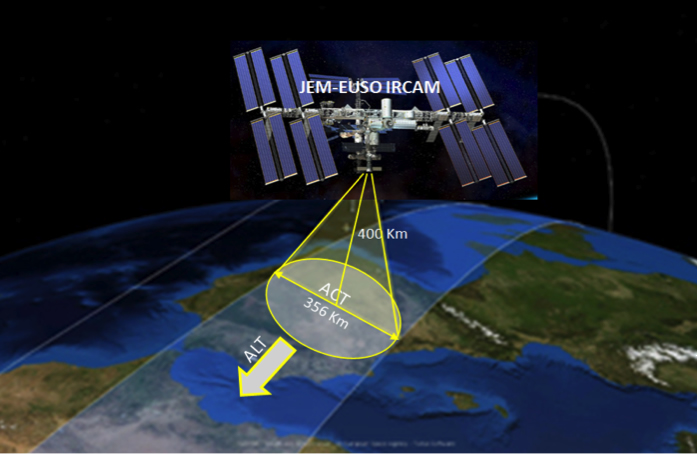 JEM-EUSO IRCAM
400 Km
ACT
356 Km
ALT